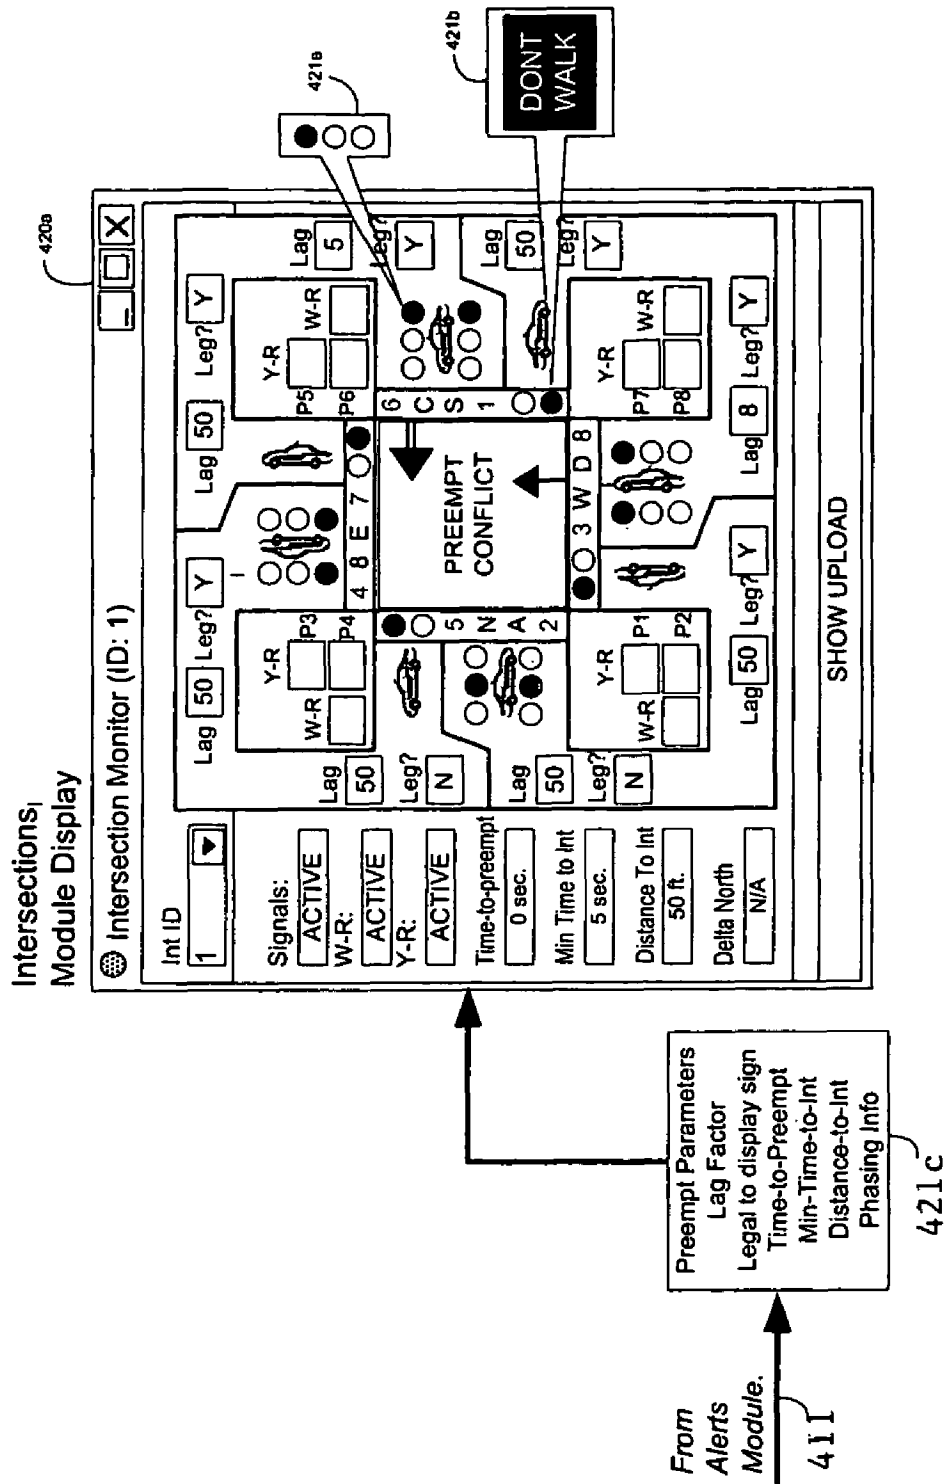 Intersections,
Module Display
420a
Intersection Monitor (ID: 1)
Int ID
1
Signals:
ACTIVE
W-R:
ACTIVE
Y-R:
ACTIVE
Time-to-preempt
0 sec.
Min Time to Int
5 sec.
Distance To Int
50 ft.
Delta North
N/A
Lag 50 Leg? Y
Lag 50 Leg? Y
Y-R
W-R
P3
P4
Y-R
W-R
P5
P6
Lag
50
Leg?
N
Lag
50
Leg?
N
Lag
5
Leg?
Y
Lag
50
Leg?
Y
4 8 E 7
5 N A 2
6 C S 1
3 W D 8
PREEMPT
CONFLICT
Y-R
W-R
P1
P2
Y-R
W-R
P7
P8
Lag 50 Leg? Y
Lag 8 Leg? Y
SHOW UPLOAD
421a
421b
DONT
WALK
Preempt Parameters
Lag Factor
Legal to display sign
Time-to-Preempt
Min-Time-to-Int
Distance-to-Int
Phasing Info
421c
From
Alerts
Module.
411